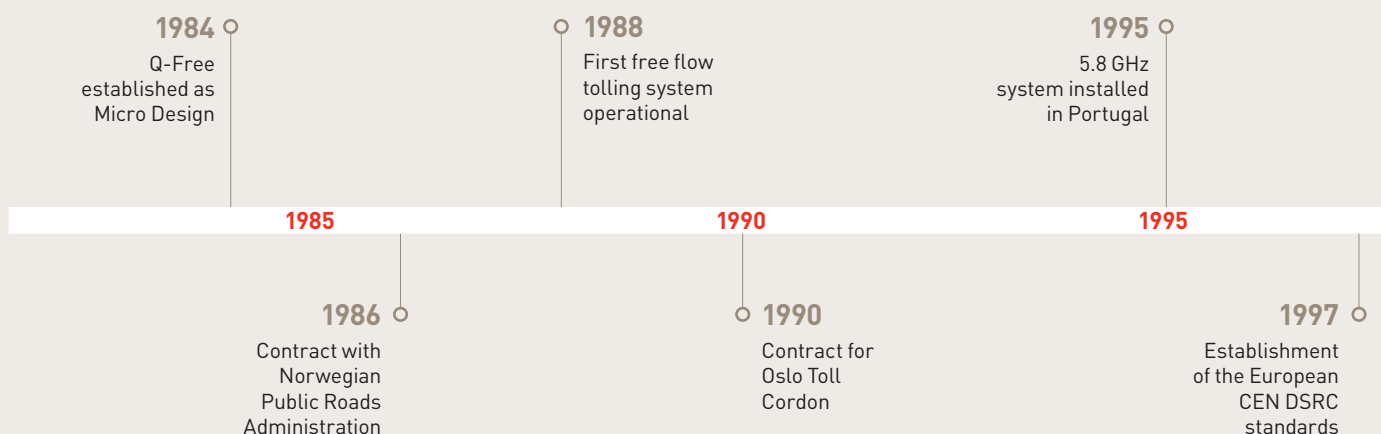 1984
Q-Free
established as
Micro Design
1988
First free flow
tolling system
operational
1995
5.8 GHz
system installed
in Portugal
1985
1990
1995
1986
Contract with
Norwegian
Public Roads
Administration
1990
Contract for
Oslo Toll
Cordon
1997
Establishment
of the European
CEN DSRC
standards